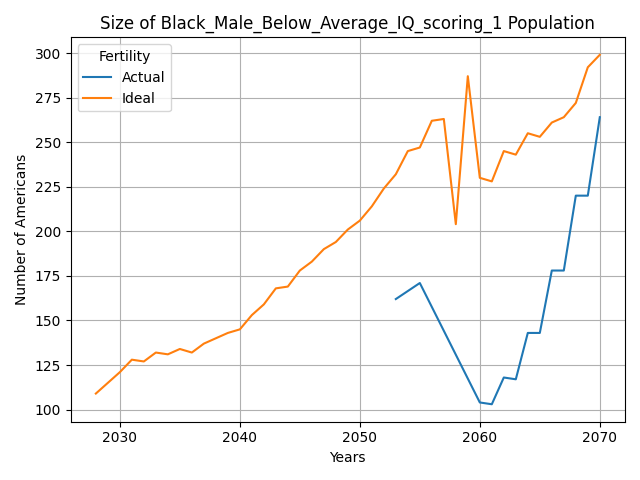 Size of Black_Male_Below_Average_IQ_scoring_1 Population
Fertility
Actual
Ideal
300
275
250
225
200
175
150
125
100
Number of Americans
2030 2040 2050 2060 2070
Years